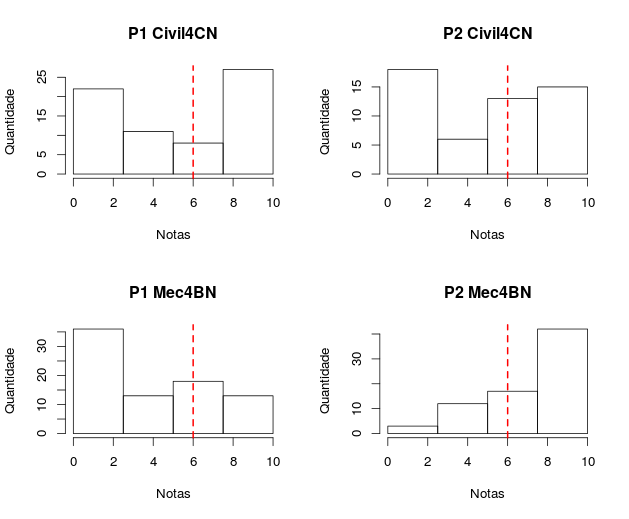 P1 Civil4CN
Quantidade
5
15
25
0
0 2 4 6 8 10
Notas
P2 Civil4CN
Quantidade
0
5
10
15
0 2 4 6 8 10
Notas
P1 Mec4BN
Quantidade
0
10
20
30
0 2 4 6 8 10
Notas
P2 Mec4BN
Quantidade
0
10
30
0 2 4 6 8 10
Notas